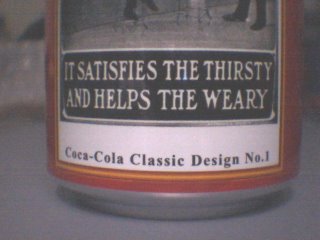 IT SATISFIES THE THIRSTY
AND HELPS THE WEARY
Coca-Cola Classic Design No.1